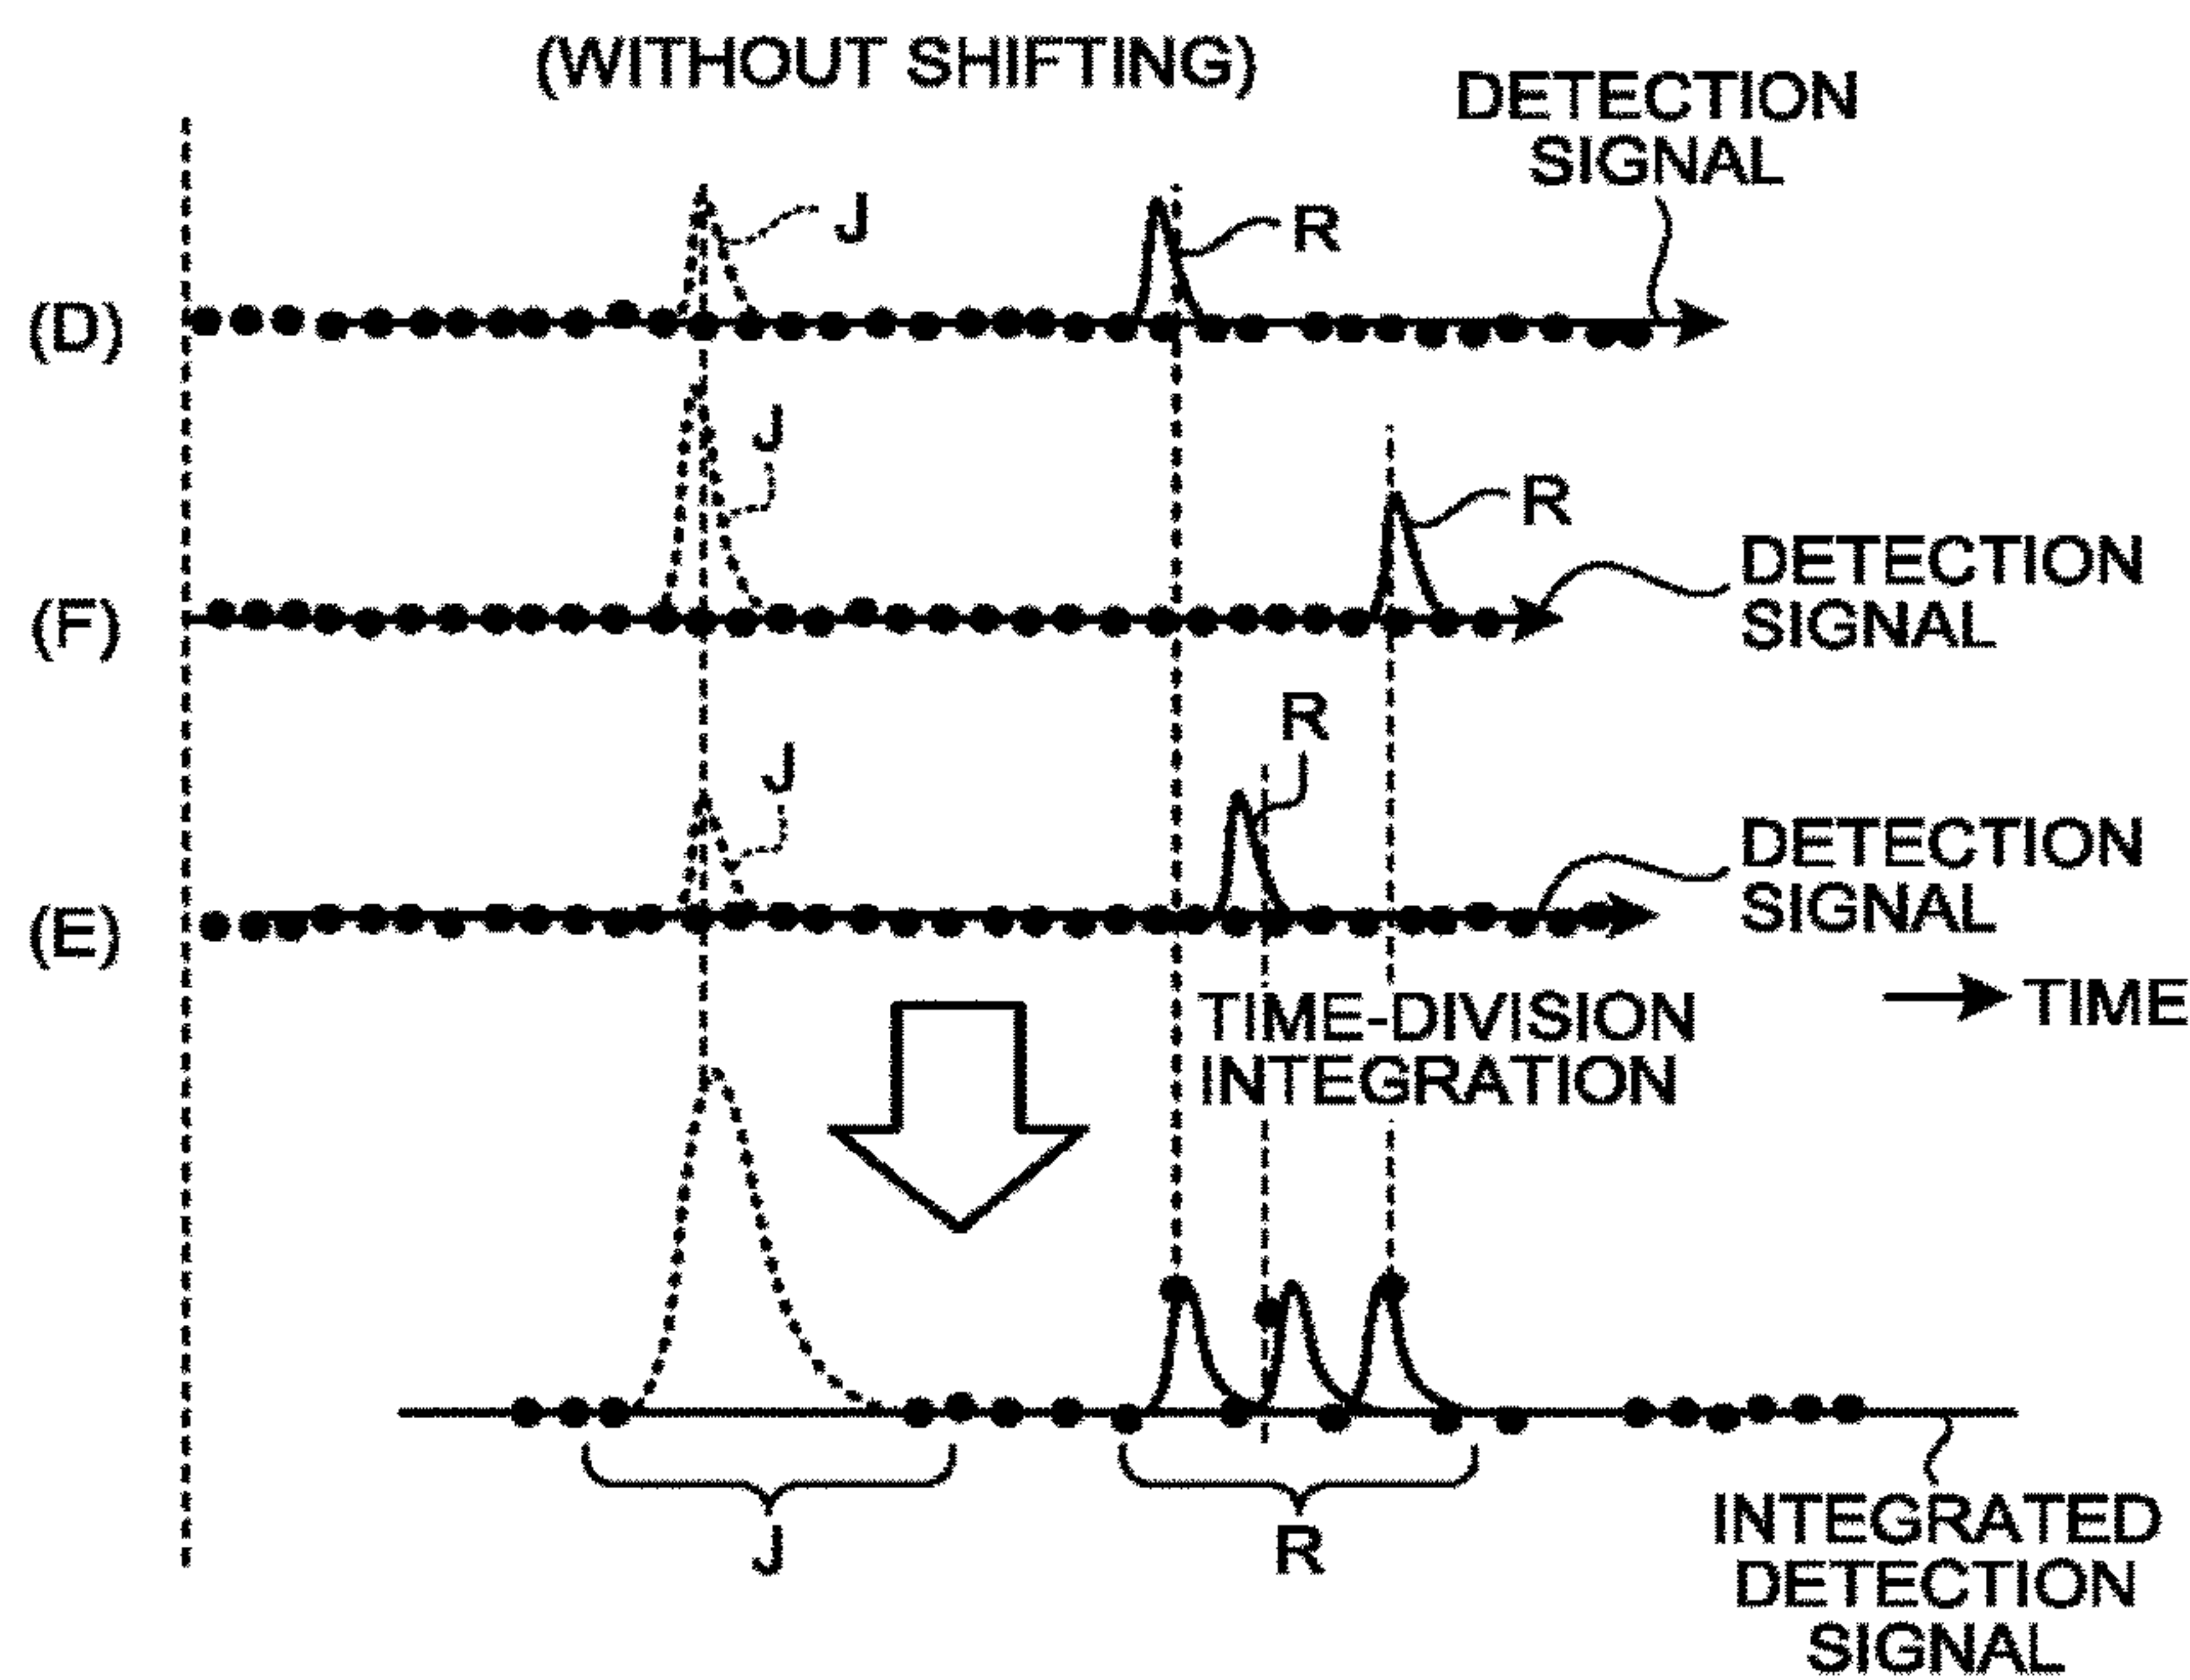 (WITHOUT SHIFTING)
DETECTION
SIGNAL
J
R
(D)
J
R
(F)
DETECTION
SIGNAL
R
J
(E)
DETECTION
SIGNAL
TIME-DIVISION
INTEGRATION
TIME
J
R
INTEGRATED
DETECTION
SIGNAL